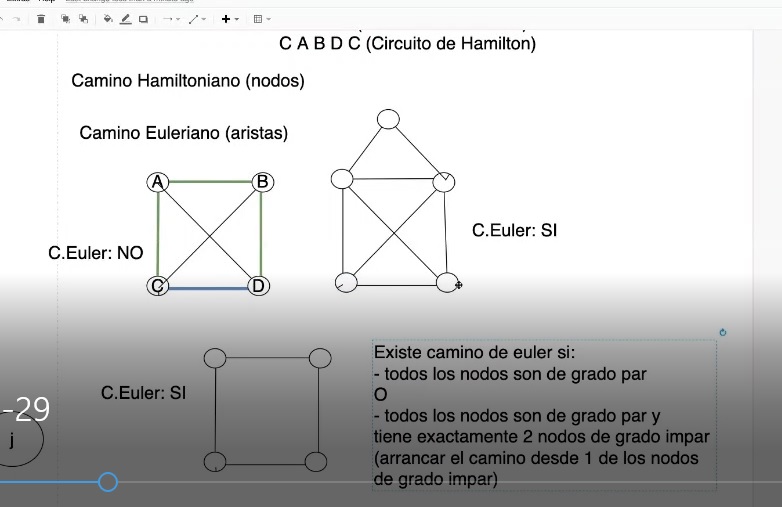 C A B D C (Circuito de Hamilton)
Camino Hamiltoniano (nodos)
Camino Euleriano (aristas)
A
B
C.Euler: SI
C.Euler: NO
C
D
Existe camino de euler si:
- todos los nodos son de grado par
C.Euler: SI
O
-29
- todos los nodos son de grado par y
j
tiene exactamente 2 nodos de grado impar
(arrancar el camino desde 1 de los nodos
de grado impar)